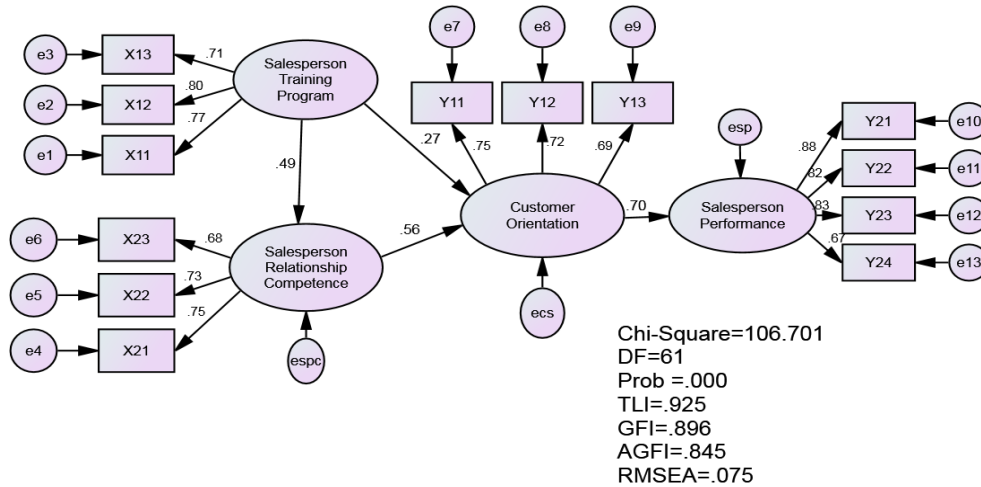 e3
X13
.71
e2
X12
.80
e1
X11
.77
Salesperson
Training
Program
.49
.27
e6
X23
.68
e5
X22
.73
e4
X21
.75
Salesperson
Relationship
Competence
espc
.56
e7
e8
e9
Y11
Y12
Y13
.75
.72
.69
Customer
Orientation
ecs
.70
esp
Salesperson
Performance
.88
Y21
e10
.82
Y22
e11
.83
Y23
e12
.67
Y24
e13
Chi-Square=106.701
DF=61
Prob =.000
TLI=.925
GFI=.896
AGFI=.845
RMSEA=.075